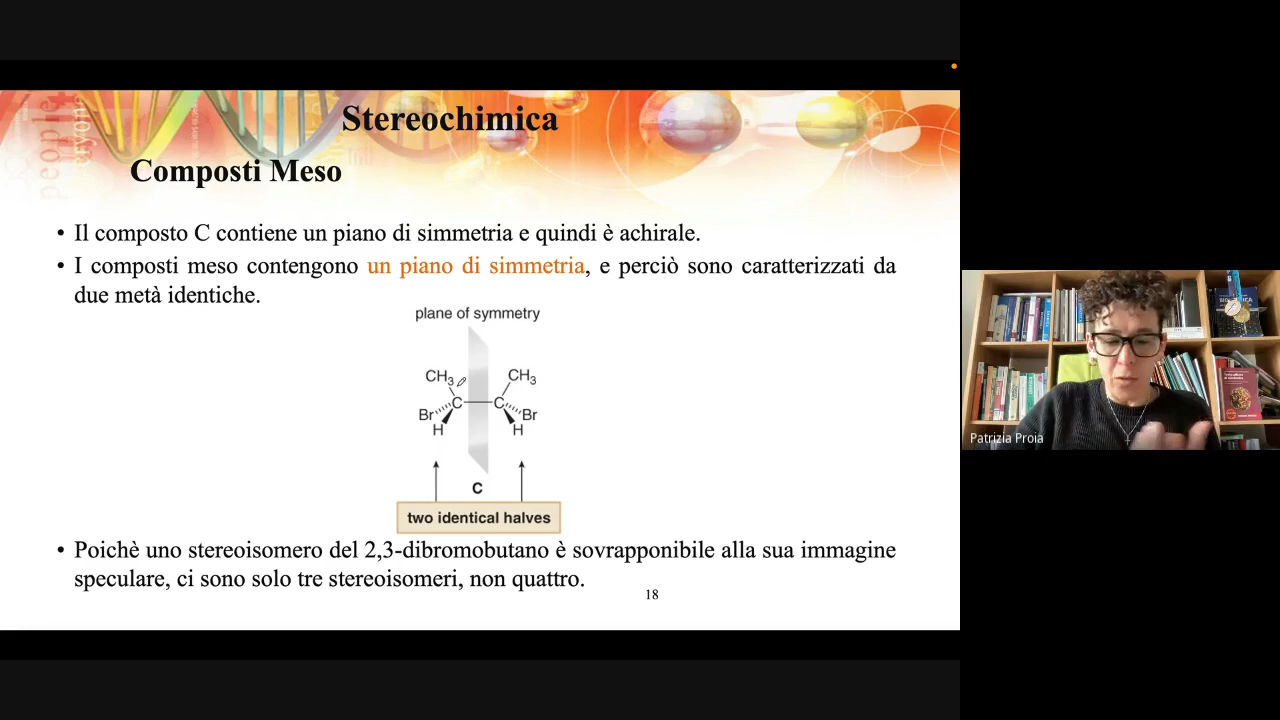 Stereochimica
Composti Meso
• Il composto C contiene un piano di simmetria e quindi è achirale.
• I composti meso contengono un piano di simmetria, e perciò sono caratterizzati da
due metà identiche.
plane of symmetry
CH3 CH3
C C
Br Br
H H
C
two identical halves
• Poichè uno stereoisomero del 2,3-dibromobutano è sovrapponibile alla sua immagine
speculare, ci sono solo tre stereoisomeri, non quattro.
18
people
Patrizia Proia